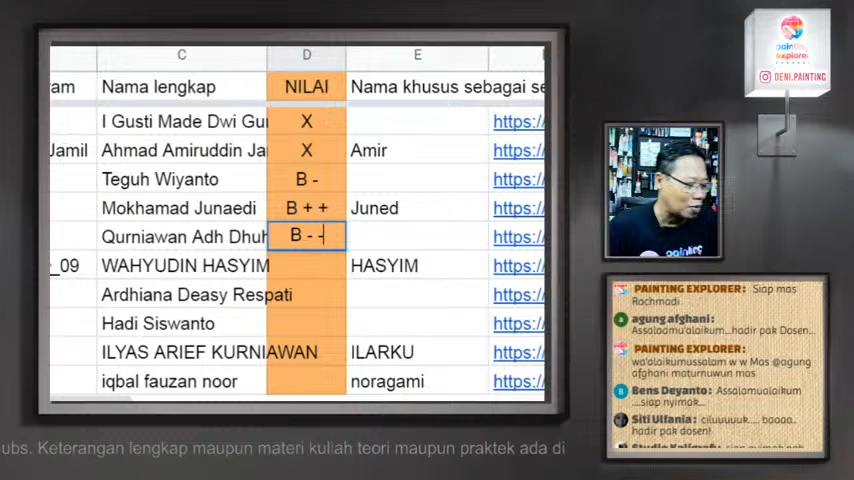 C D E
ram Nama lengkap NILAI Nama khusus sebagai se
I Gusti Made Dwi Gu X https:/
Jamil Ahmad Amiruddin Ja X Amir https:/
Teguh Wiyanto B - https:/
Mokhamad Junaedi B + + Juned https:/
Qurniawan Adh Dhuh B - - https:/
_09 WAHYUDIN HASYIM HASYIM https:/
Ardhiana Deasy Respati https:/
Hadi Siswanto https:/
ILYAS ARIEF KURNIAWAN ILARKU https:/
iqbal fauzan noor noragami https:/
ubs. Keterangan lengkap maupun materi kuliah teori maupun praktek ada di
painting
explorer
DENI.PAINTING
PAINTING EXPLORER: Siap mas
Rochmadi
agung afghani:
Assalaamu'alaikum...hadir pak Dosen...
PAINTING EXPLORER:
wa'alaikumussalam w w Mas @agung
afghani maturnuwun mas
B Bens Deyanto: Assalamualaikum
....siap nyimak...
Siti Ulfania: ciluuuuuk..... baaaa..
hadir pak dosen!